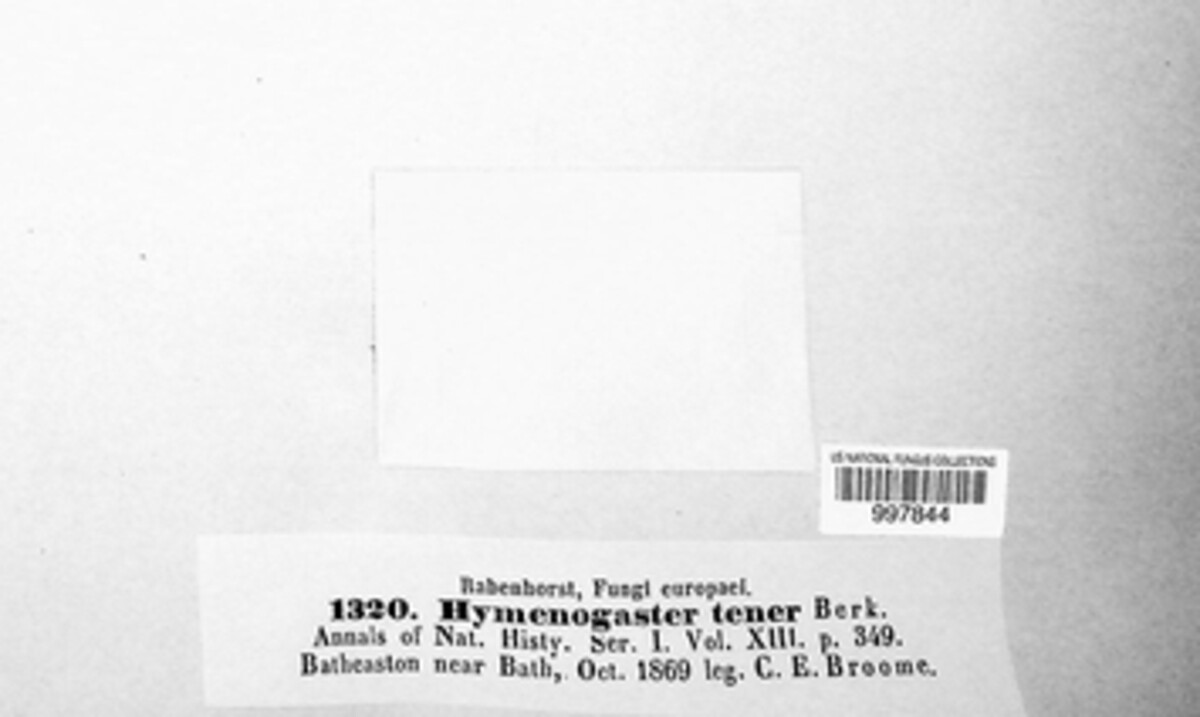 US NATIONAL FUNGUS COLLECTIONS
997844
Rabenhorst, Fungi europaei.
1320. Hymenogaster tener Berk.
Annals of Nat. Histy. Ser. I. Vol. XIII. p. 349.
Batheaston near Bath, Oct. 1869 leg. C. E. Broome.